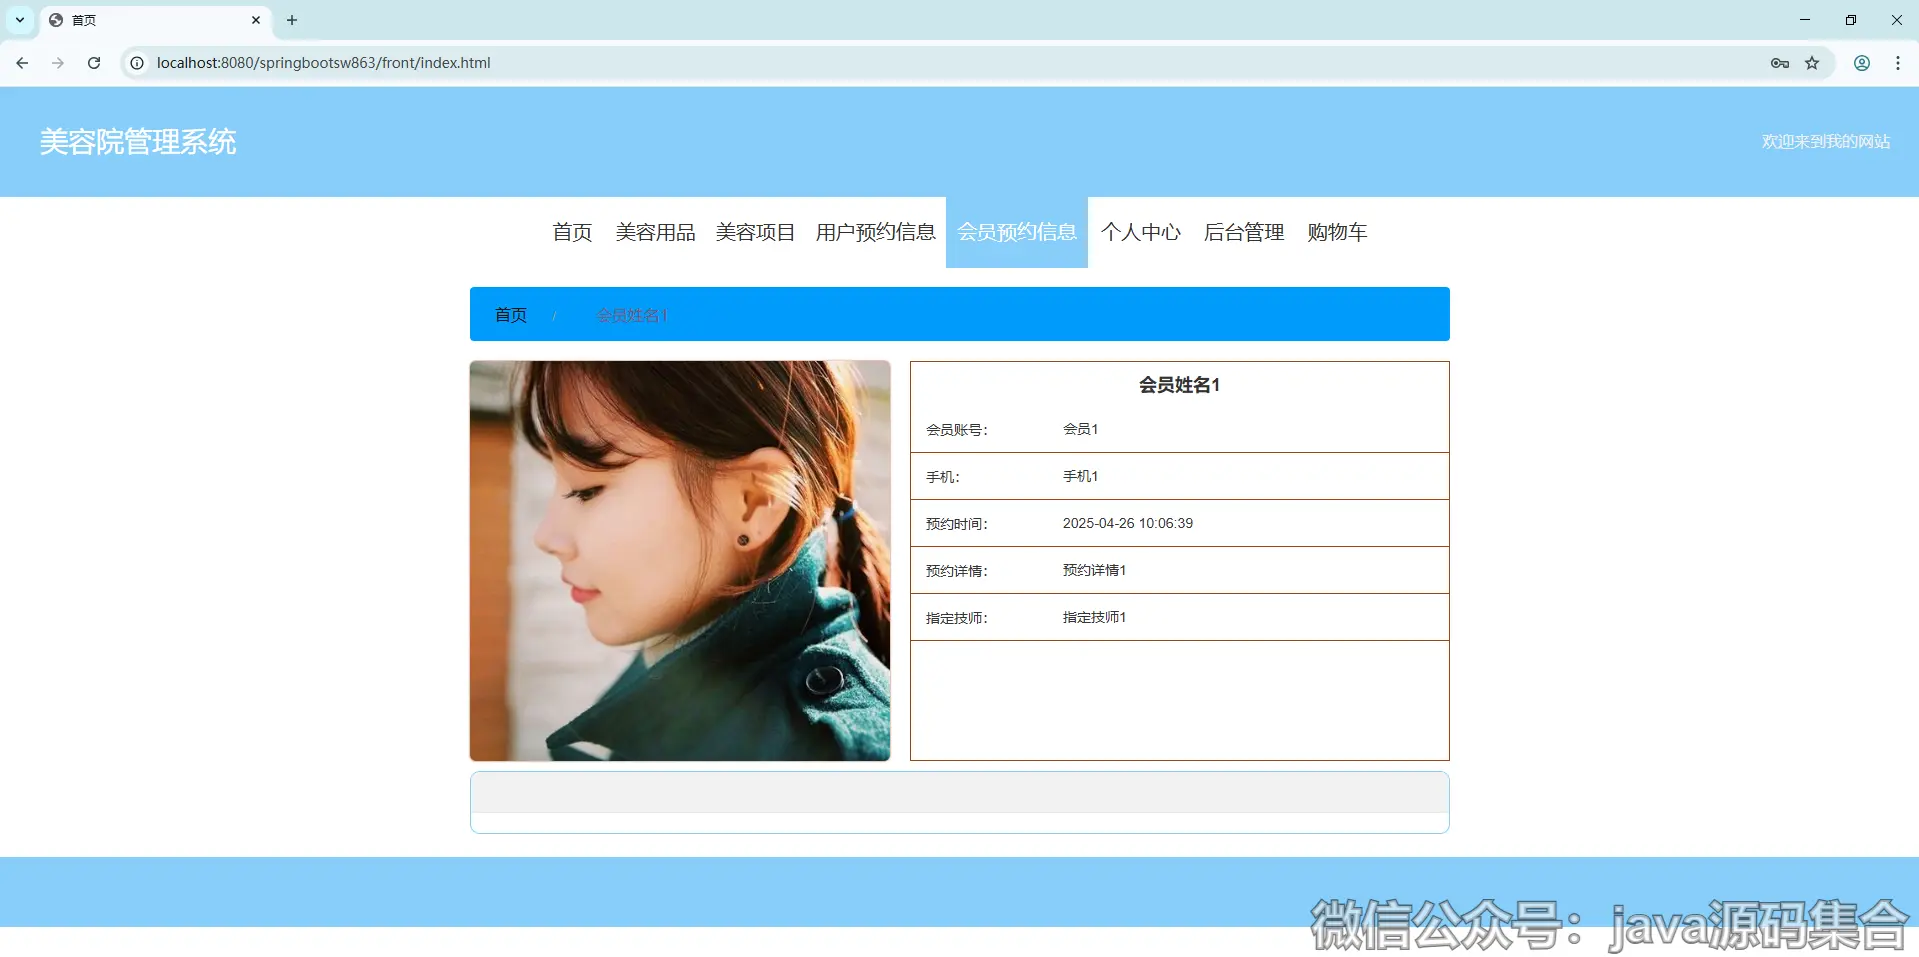 首页
localhost:8080/springbootsw863/front/index.html
美容院管理系统
欢迎来到我的网站
首页 美容用品 美容项目 用户预约信息 会员预约信息 个人中心 后台管理 购物车
首页 / 会员姓名1
会员姓名1
会员账号： 会员1
手机： 手机1
预约时间： 2025-04-26 10:06:39
预约详情： 预约详情1
指定技师： 指定技师1
微信公众号：java源码集合